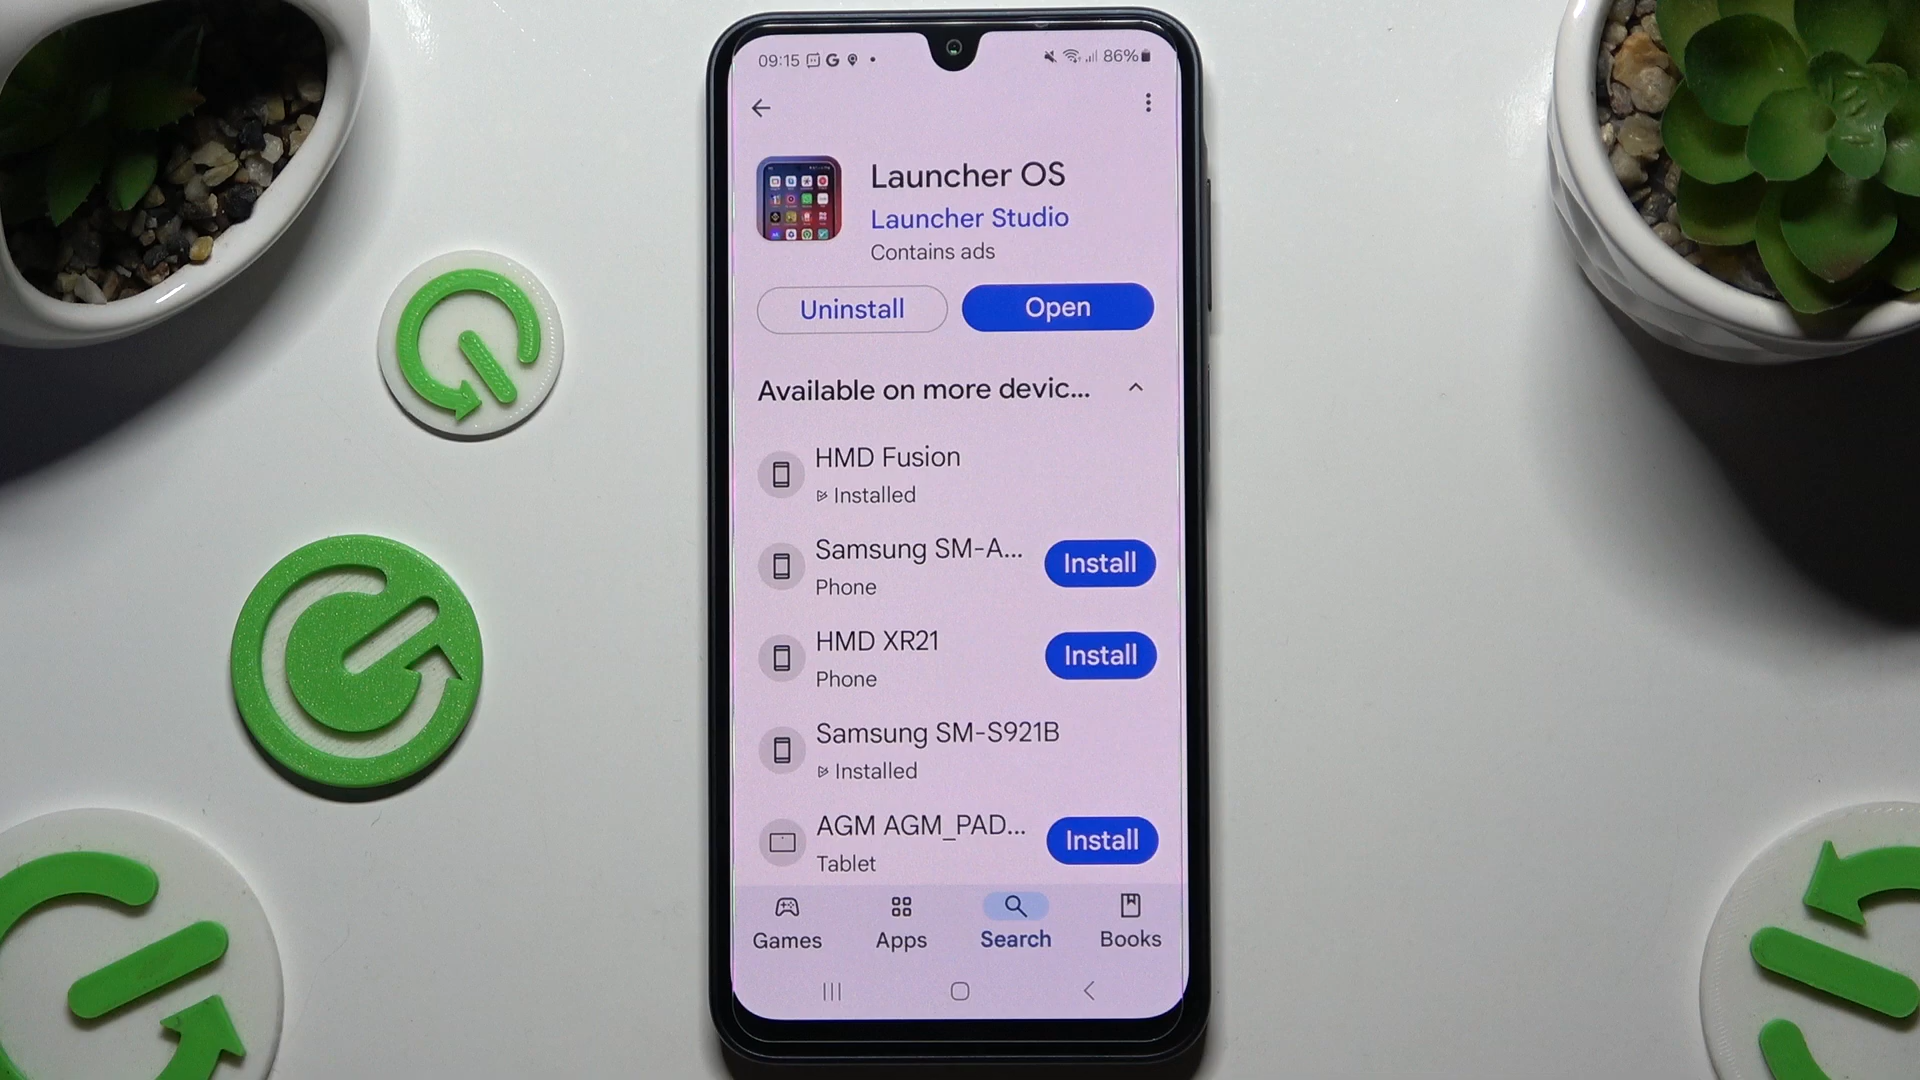 09:15 86%
Launcher OS
Launcher Studio
Contains ads
Uninstall Open
Available on more devic...
HMD Fusion
Installed
Samsung SM-A...
Phone
Install
HMD XR21
Phone
Install
Samsung SM-S921B
Installed
AGM AGM_PAD...
Tablet
Install
Games Apps Search Books